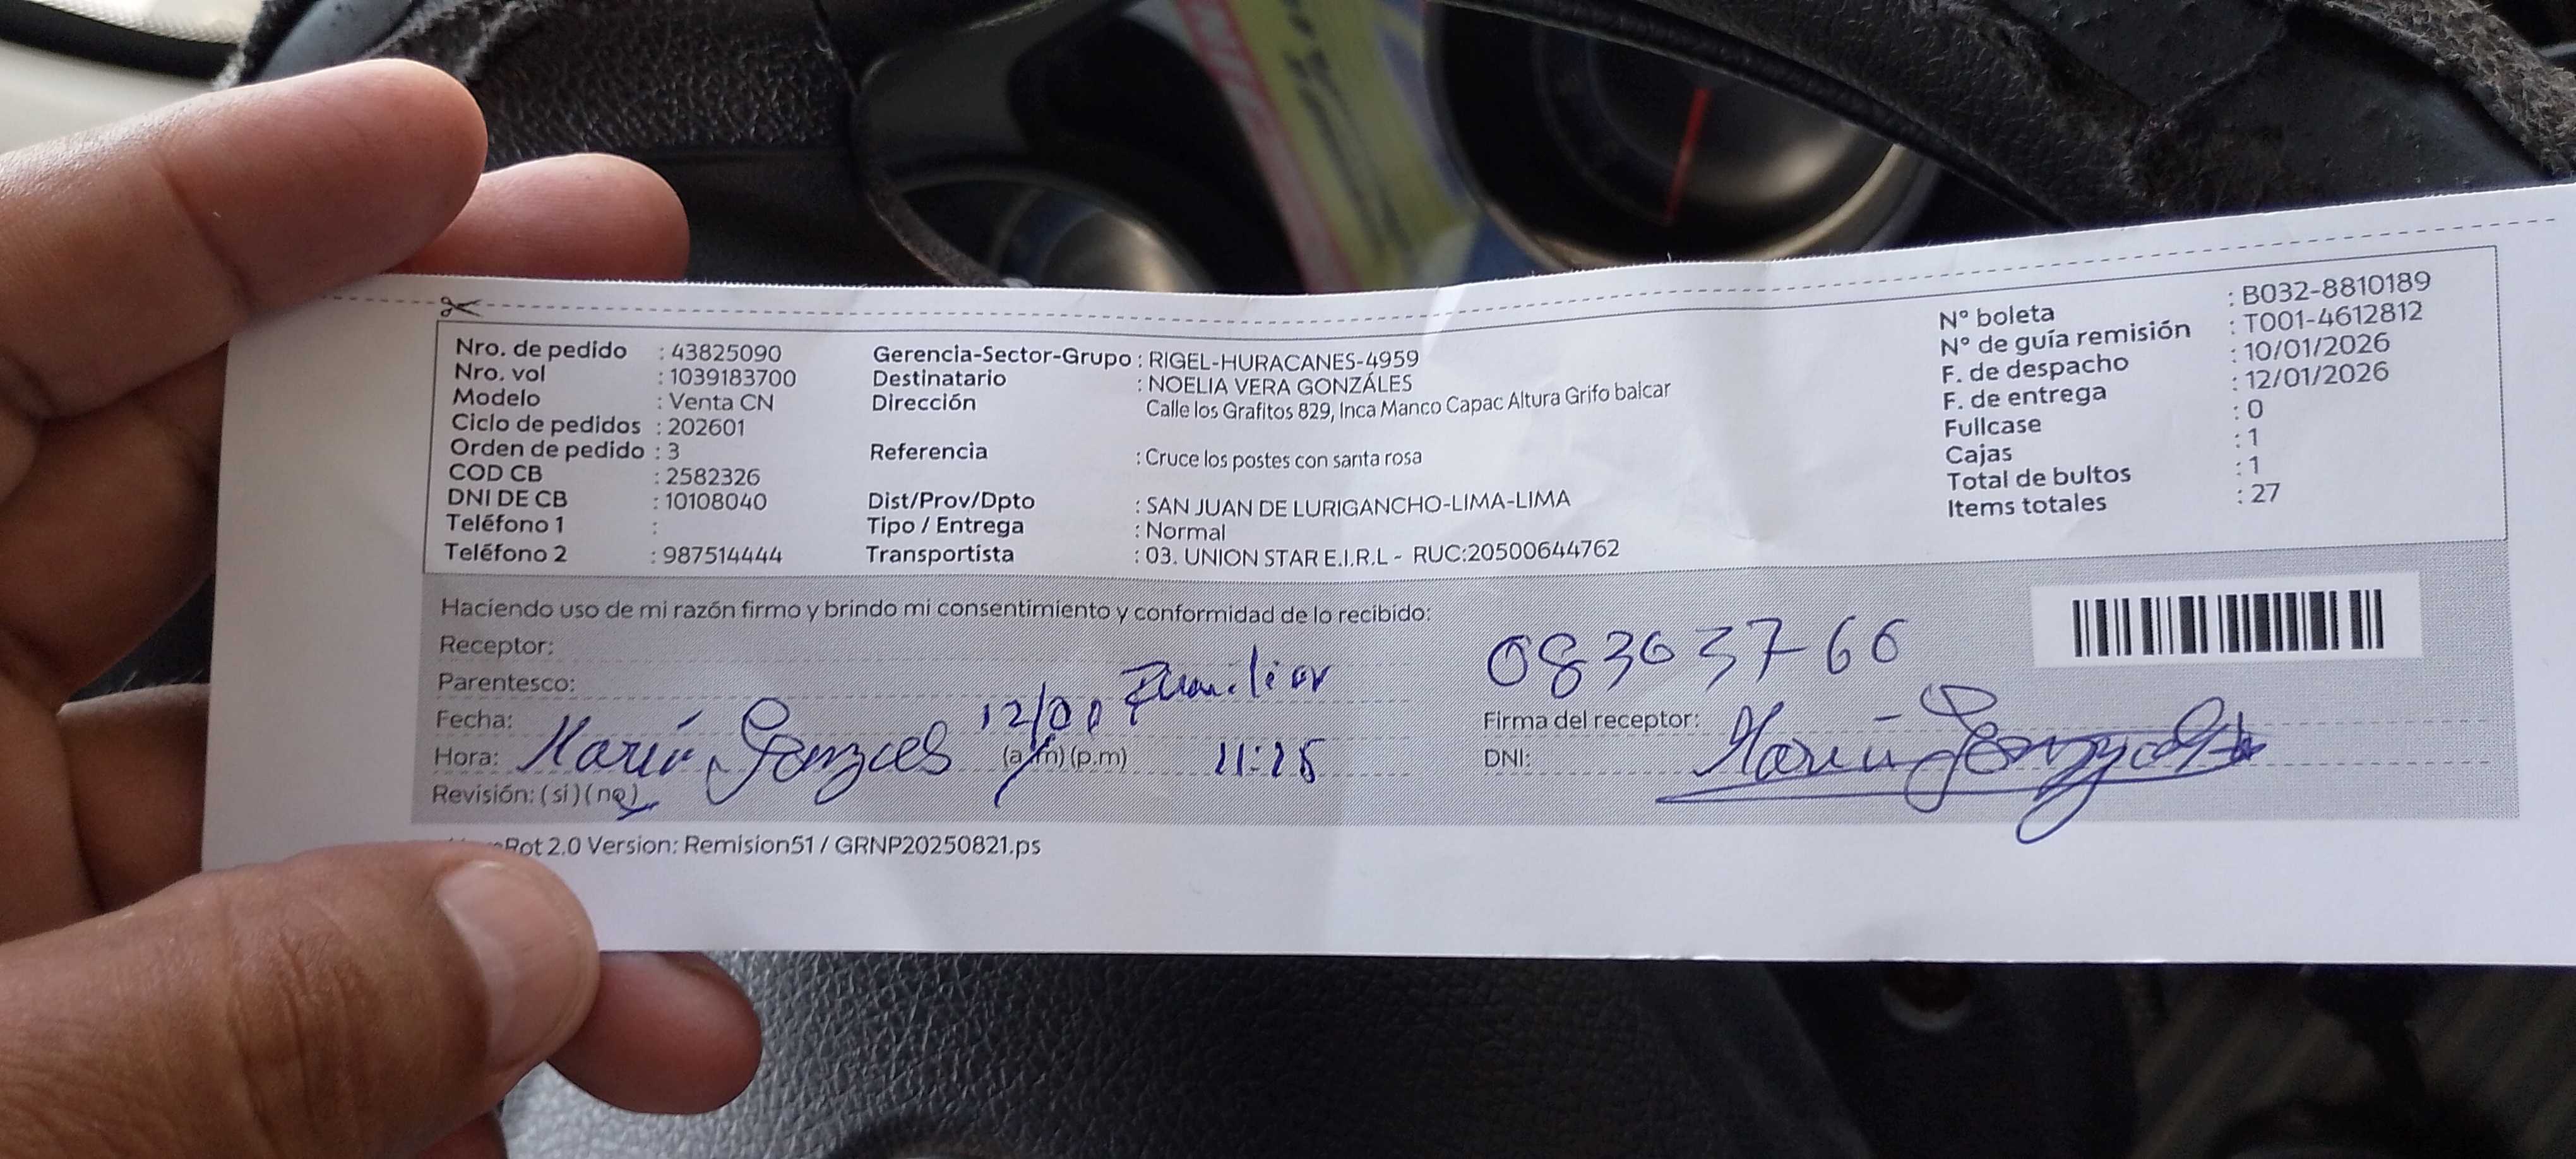 Nro. de pedido : 43825090
Nro. vol : 1039183700
Modelo : Venta CN
Ciclo de pedidos : 202601
Orden de pedido : 3
COD CB : 2582326
DNI DE CB : 10108040
Teléfono 1 :
Teléfono 2 : 987514444
Gerencia-Sector-Grupo : RIGEL-HURACANES-4959
Destinatario : NOELIA VERA GONZÁLES
Dirección Calle los Grafitos 829, Inca Manco Capac Altura Grifo balcar
Referencia : Cruce los postes con santa rosa
Dist/Prov/Dpto : SAN JUAN DE LURIGANCHO-LIMA-LIMA
Tipo / Entrega : Normal
Transportista : 03. UNION STAR E.I.R.L - RUC:20500644762
N° boleta : B032-8810189
N° de guía remisión : T001-4612812
F. de despacho : 10/01/2026
F. de entrega : 12/01/2026
Fullcase : 0
Cajas : 1
Total de bultos : 1
Items totales : 27
Haciendo uso de mi razón firmo y brindo mi consentimiento y conformidad de lo recibido:
Receptor:
Parentesco: Familiar
Fecha: 12/01
Hora: María (a.m) (p.m)
Revisión: (si) (no)
Firma del receptor: María
DNI:
Rot 2.0 Version: Remision51 / GRNP20250821.ps